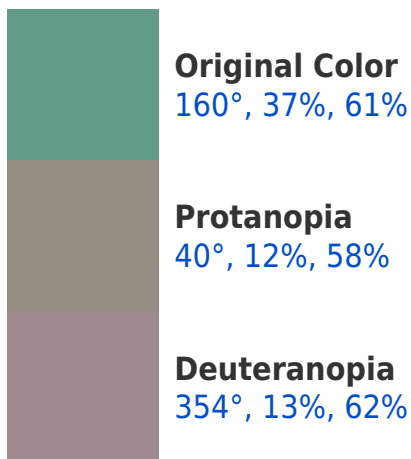 Original Color
160°, 37%, 61%
Protanopia
40°, 12%, 58%
Deuteranopia
354°, 13%, 62%